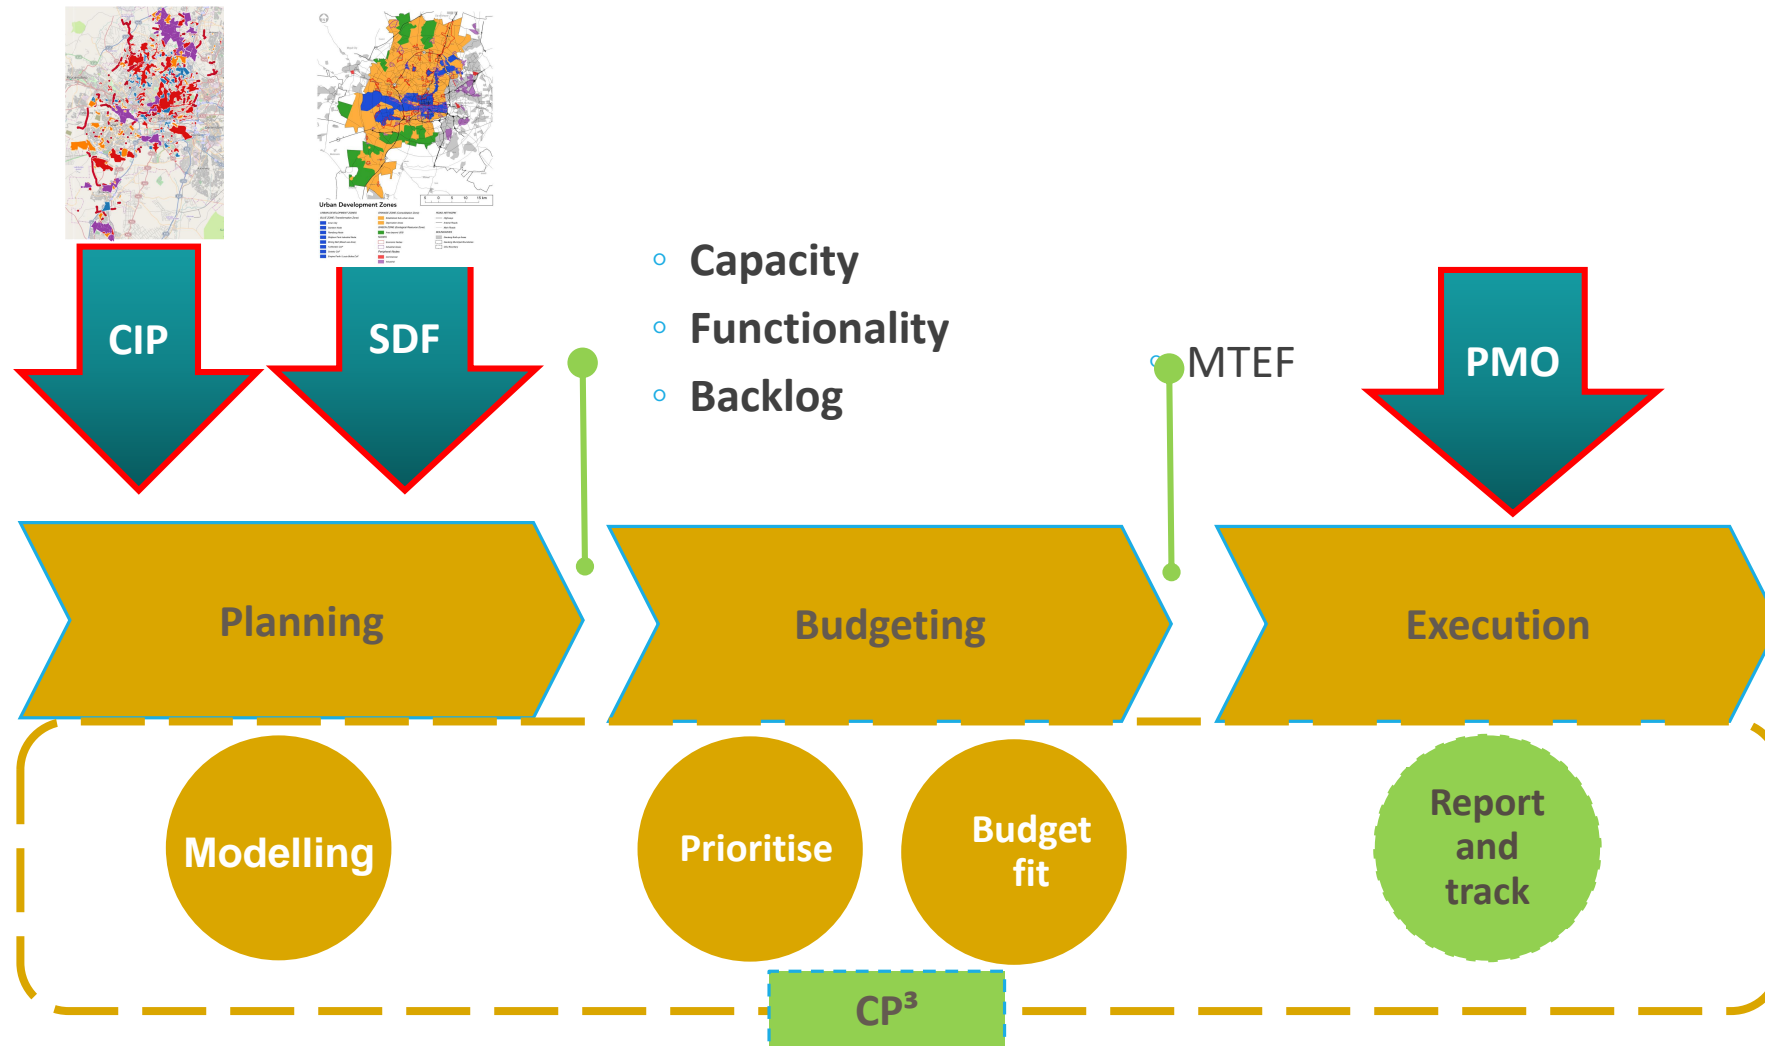 Urban Development Zones
CIP
SDF
Capacity
Functionality
Backlog
MTEF
PMO
Planning
Budgeting
Execution
Modelling
Prioritise
Budget
fit
Report
and
track
CP³